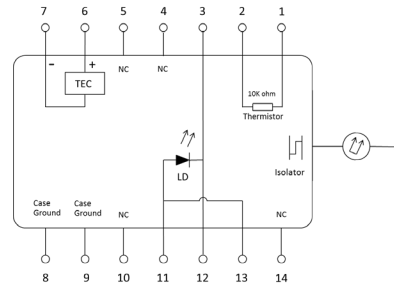 7 6 5 4 3 2 1
- +
TEC
NC
NC
10K ohm
Thermistor
Isolator
LD
Case
Ground
Case
Ground
NC
NC
8 9 10 11 12 13 14